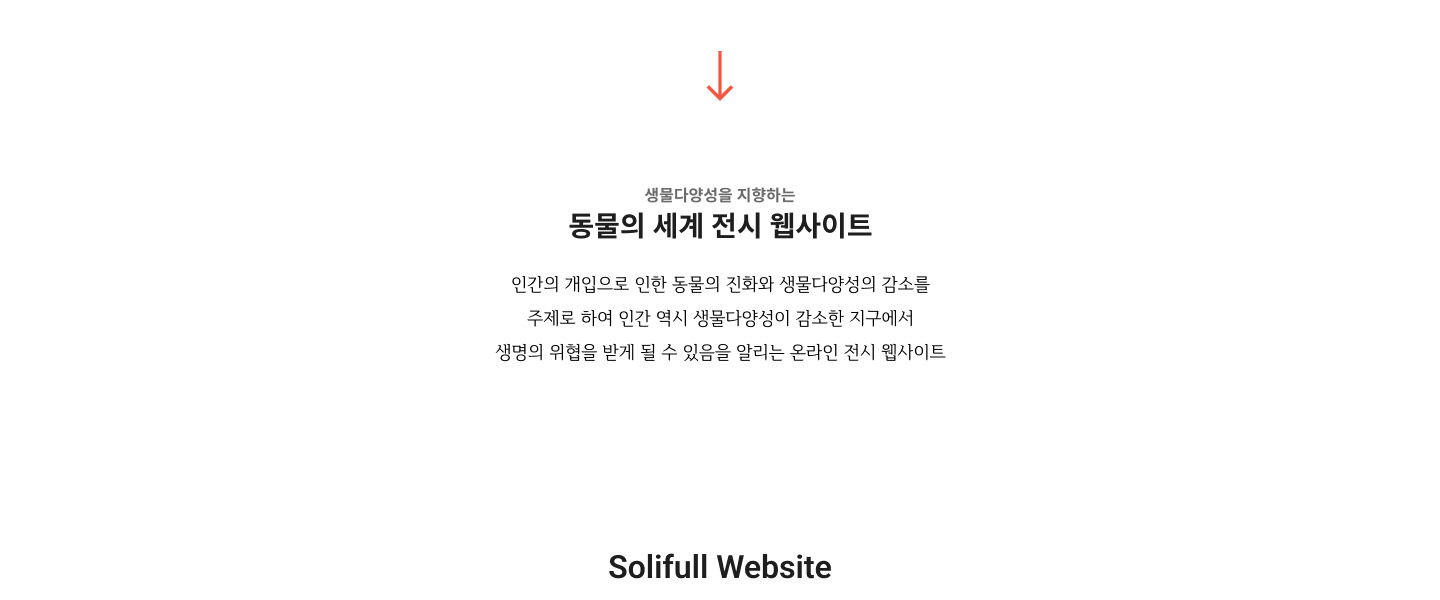 생물다양성을 지향하는
동물의 세계 전시 웹사이트
인간의 개입으로 인한 동물의 진화와 생물다양성의 감소를
주제로 하여 인간 역시 생물다양성이 감소한 지구에서
생명의 위협을 받게 될 수 있음을 알리는 온라인 전시 웹사이트
Solifull Website